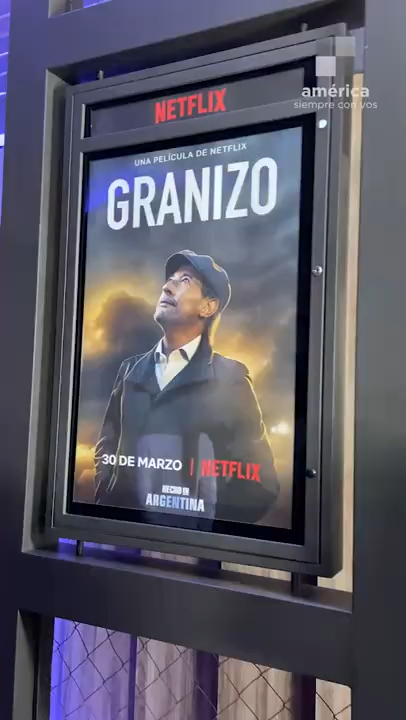 américa
siempre con vos
NETFLIX
UNA PELÍCULA DE NETFLIX
GRANIZO
30 DE MARZO | NETFLIX
HECHO EN
ARGENTINA